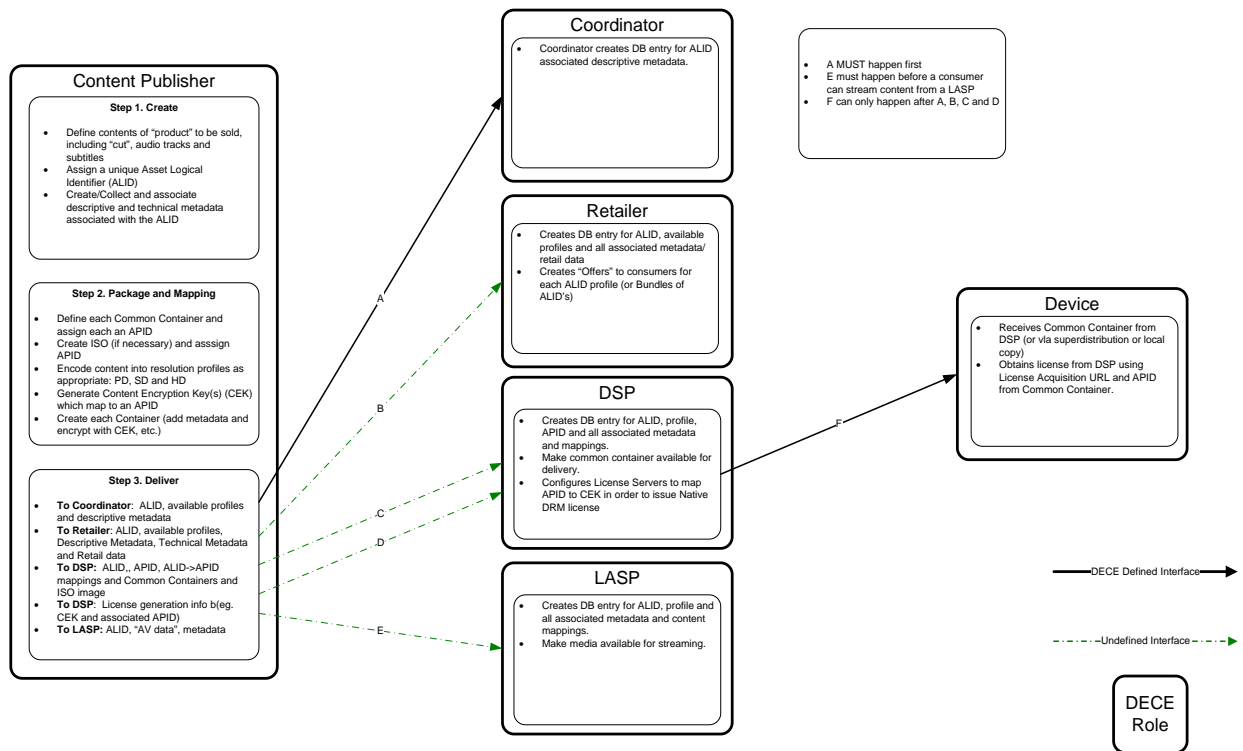 Content Publisher
Step 1. Create
• Define contents of “product” to be sold,
including “cut”, audio tracks and
subtitles
• Assign a unique Asset Logical
Identifier (ALID)
• Create/Collect and associate
descriptive and technical metadata
associated with the ALID
Step 2. Package and Mapping
• Define each Common Container and
assign each an APID
• Create ISO (if necessary) and asssign
APID
• Encode content into resolution profiles as
appropriate: PD, SD and HD
• Generate Content Encryption Key(s) (CEK)
which map to an APID
• Create each Container (add metadata and
encrypt with CEK, etc.)
Step 3. Deliver
• To Coordinator: ALID, available profiles
and descriptive metadata
• To Retailer: ALID, available profiles,
Descriptive Metadata, Technical Metadata
and Retail data
• To DSP: ALID,, APID, ALID->APID
mappings and Common Containers and
ISO image
• To DSP: License generation info b(eg.
CEK and associated APID)
• To LASP: ALID, “AV data”, metadata
A
B
C
D
E
Coordinator
• Coordinator creates DB entry for ALID
associated descriptive metadata.
Retailer
• Creates DB entry for ALID, available
profiles and all associated metadata/
retail data
• Creates “Offers” to consumers for
each ALID profile (or Bundles of
ALID’s)
DSP
• Creates DB entry for ALID, profile,
APID and all associated metadata
and mappings.
• Make common container available for
delivery.
• Configures License Servers to map
APID to CEK in order to issue Native
DRM license
LASP
• Creates DB entry for ALID, profile and
all associated metadata and content
mappings.
• Make media available for streaming.
• A MUST happen first
• E must happen before a consumer
can stream content from a LASP
• F can only happen after A, B, C and D
F
Device
• Receives Common Container from
DSP (or vIa superdistribution or local
copy)
• Obtains license from DSP using
License Acquisition URL and APID
from Common Container.
DECE Defined Interface
Undefined Interface
DECE
Role